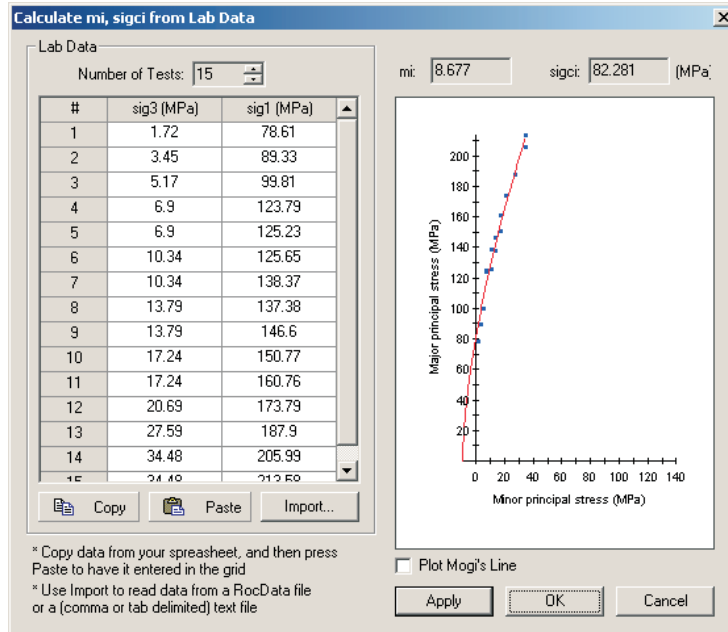 Calculate mi, sigci from Lab Data
Lab Data
Number of Tests: 15
# sig3 (MPa) sig1 (MPa)
1 1.72 78.61
2 3.45 89.33
3 5.17 99.81
4 6.9 123.79
5 6.9 125.23
6 10.34 125.65
7 10.34 138.37
8 13.79 137.38
9 13.79 146.6
10 17.24 150.77
11 17.24 160.76
12 20.69 173.79
13 27.59 187.9
14 34.48 205.99
15 34.48 213.58
Copy Paste Import...
* Copy data from your spreasheet, and then press
Paste to have it entered in the grid
* Use Import to read data from a RocData file
or a (comma or tab delimited) text file
mi: 8.677 sigci: 82.281 (MPa)
Major principal stress (MPa)
200
180
160
140
120
100
80
60
40
20
0 20 40 60 80 100 120 140
Minor principal stress (MPa)
Plot Mogi's Line
Apply OK Cancel